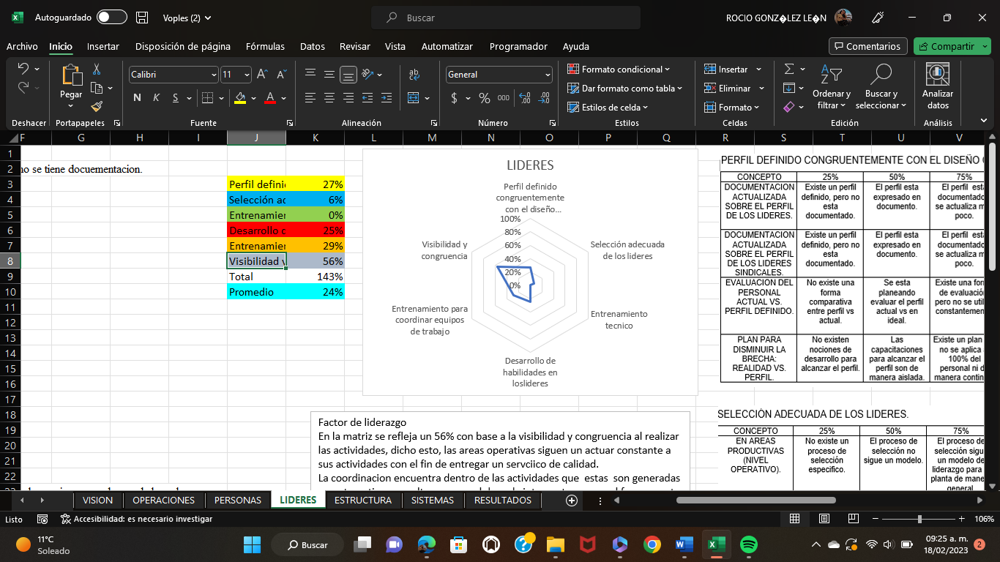 Autoguardado
Voples (2)
Buscar
ROCIO GONZ�LEZ LE�N
Archivo Inicio Insertar Disposición de página Fórmulas Datos Revisar Vista Automatizar Programador Ayuda
Comentarios Compartir
Pegar
Calibri 11
N K S
General
$ % 000
Formato condicional
Dar formato como tabla
Estilos de celda
Insertar
Eliminar
Formato
Ordenar y filtrar
Buscar y seleccionar
Analizar datos
Deshacer Portapapeles Fuente Alineación Número Estilos Celdas Edición Análisis
F G H I J K L M N O P Q R S T U V
1
2 no se tiene docuementacion.
3 Perfil defini 27%
4 Selección ad 6%
5 Entrenamien 0%
6 Desarrollo d 25%
7 Entrenamien 29%
8 Visibilidad y 56%
9 Total 143%
10 Promedio 24%
11
12
13
14
15
16
17
18
19
20
21
22
LIDERES
Perfil definido
congruentemente
con el diseño...
100%
80%
60%
40%
20%
0%
Selección adecuada
de los lideres
Entrenamiento
tecnico
Desarrollo de
habilidades en
loslideres
Entrenamiento para
coordinar equipos
de trabajo
Visibilidad y
congruencia
Factor de liderazgo
En la matriz se refleja un 56% con base a la visibilidad y congruencia al realizar
las actividades, dicho esto, las areas operativas siguen un actuar constante a
sus actividades con el fin de entregar un servciico de calidad.
La coordinacion encuentra dentro de las actividades que estas son generadas
PERFIL DEFINIDO CONGRUENTEMENTE CON EL DISEÑO
CONCEPTO 25% 50% 75%
DOCUMENTACION
ACTUALIZADA
SOBRE EL PERFIL
DE LOS LIDERES.
Existe un perfil
definido, pero no
esta
documentado.
El perfil esta
expresado en
documento.
El perfil est
documentado
se actualiza m
poco.
DOCUMENTACION
ACTUALIZADA
SOBRE EL PERFIL
DE LOS LIDERES
SINDICALES.
Existe un perfil
definido, pero no
esta
documentado.
El perfil esta
expresado en
documento.
El perfil est
documentad
se actualiza m
poco.
EVALUACION DEL
PERSONAL
ACTUAL VS.
PERFIL DEFINIDO.
No existe una
forma
comparativa
entre perfil vs
actual.
Se esta
planeando
evaluar el perfil
actual vs en
ideal.
Existe una for
de evaluació
pero no se util
constantemen
PLAN PARA
DISMINUIR LA
BRECHA:
REALIDAD VS.
PERFIL.
No existen
nociones de
desarrollo para
alcanzar el perfil.
Las
capacitaciones
para alcanzar el
perfil son de
manera aislada.
Existe un plan
no se aplica
100% del
personal ni d
manera contin
SELECCIÓN ADECUADA DE LOS LIDERES.
CONCEPTO 25% 50% 75%
EN AREAS
PRODUCTIVAS
(NIVEL
OPERATIVO).
No existe un
proceso de
selección
especifico.
El proceso de
selección no
sigue un modelo.
El proceso de
selección sigu
un modelo de
liderazgo para
planta de mane
general
VISION OPERACIONES PERSONAS LIDERES ESTRUCTURA SISTEMAS RESULTADOS
Listo
Accesibilidad: es necesario investigar
106%
11°C
Soleado
Buscar
09:25 a. m.
18/02/2023
2